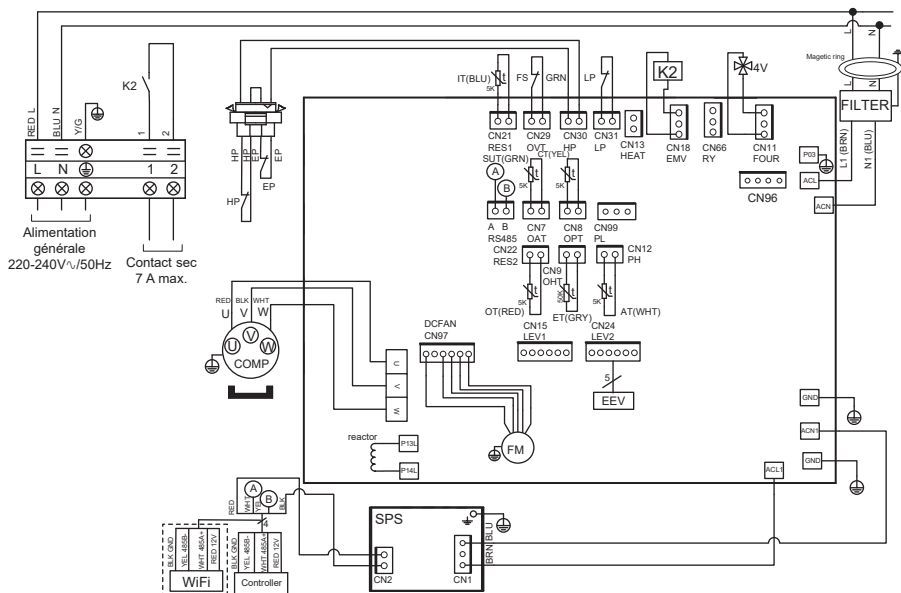 L
N
Magetic ring
L
N
FILTER
L1 (BRN)
N1 (BLU)
K2
RED L
BLU N
Y/G
1
2
L
N
1
2
Alimentation
générale
220-240V∿/50Hz
Contact sec
7 A max.
HP
HP
EP
EP
EP
HP
IT(BLU)
5K
t
FS
GRN
LP
K2
4V
CN21
RES1
CN29
OVT
CN30
HP
CN31
LP
CN13
HEAT
CN18
EMV
CN66
RY
CN11
FOUR
P03
ACL
ACN
CN96
SUT(GRN)
CT(YEL)
A
B
5K
t
5K
t
A B
RS485
CN22
RES2
CN7
OAT
CN8
OPT
CN99
PL
CN12
PH
CN9
OHT
5K
t
50K
t
5K
t
OT(RED)
ET(GRY)
AT(WHT)
CN15
LEV1
CN24
LEV2
5
EEV
RED
BLK
WHT
U
V
W
U
V
W
COMP
DCFAN
CN97
U
V
W
FM
reactor
P13L
P14L
GND
ACN1
GND
ACL1
RED
WHT
YEL
BLK
A
B
4
BLK GND
YEL 485B-
WHT 485A+
RED 12V
WiFi
BLK GND
YEL 485B-
WHT 485A+
RED 12V
Controller
SPS
CN2
CN1
BRN
BLU